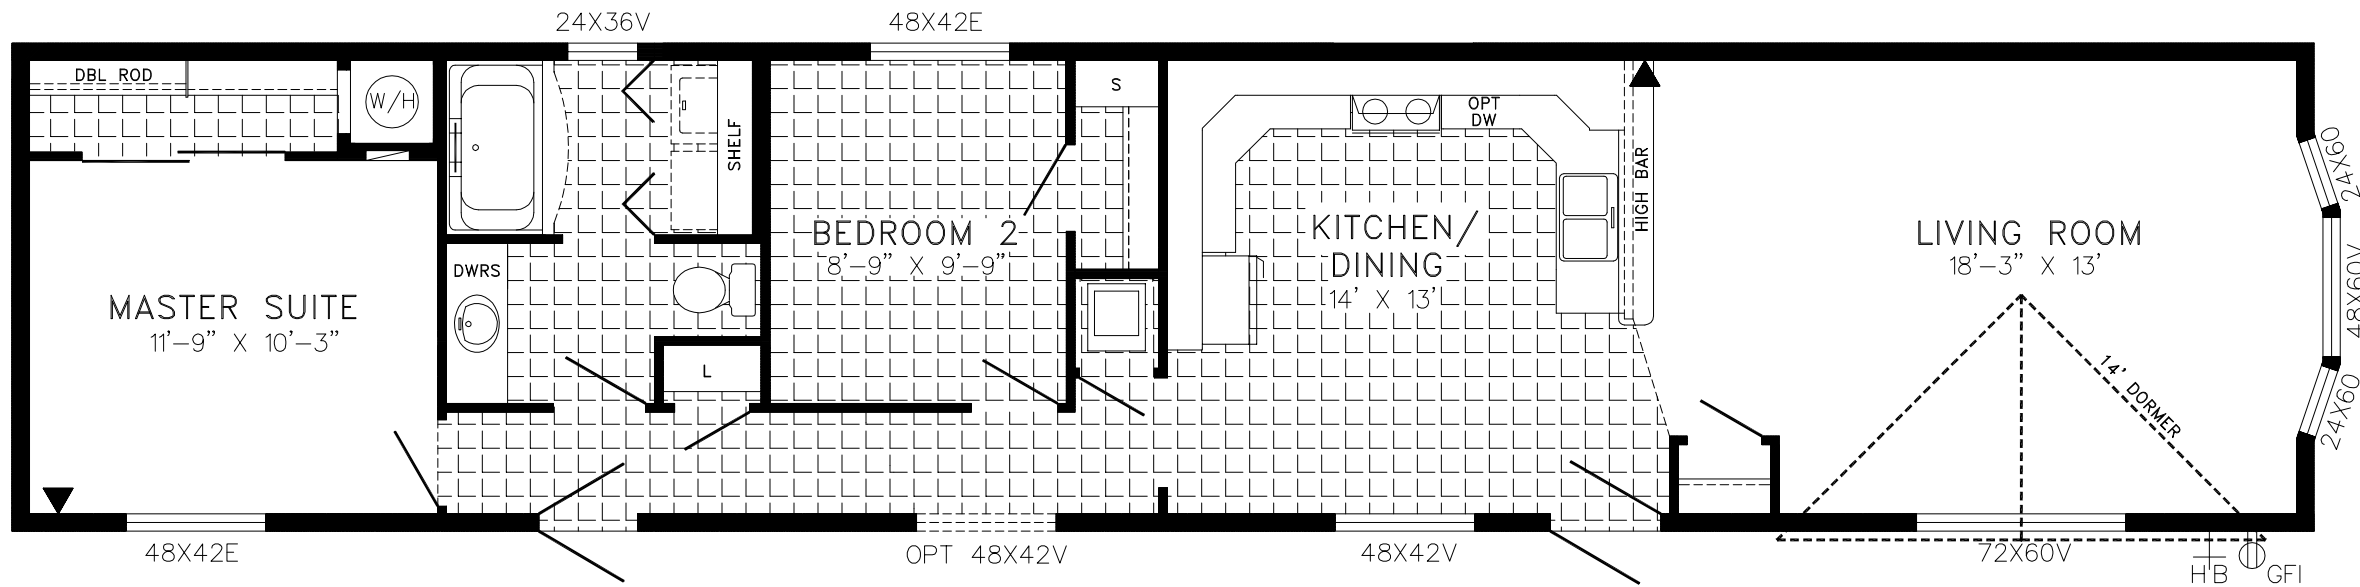 24X36V
48X42E
DBL ROD
W/H
SHELF
S
OPT
DW
HIGH BAR
24X60
MASTER SUITE
11'-9" X 10'-3"
DWRS
L
BEDROOM 2
8'-9" X 9'-9"
KITCHEN/
DINING
14' X 13'
LIVING ROOM
18'-3" X 13'
48X60V
14' DORMER
24X60
48X42E
OPT 48X42V
48X42V
72X60V
HB
GFI